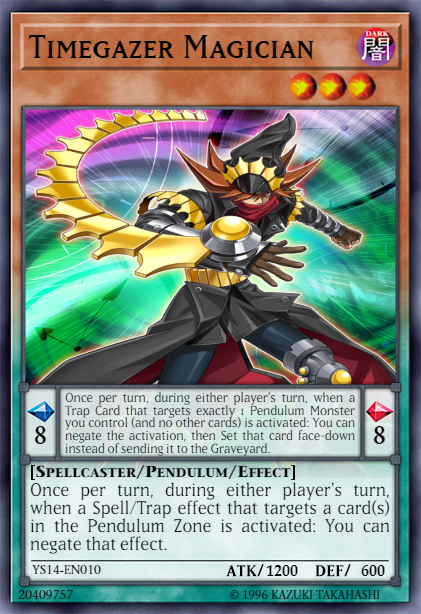 TIMEGAZER MAGICIAN
DARK
闇
Once per turn, during either player's turn, when a
Trap Card that targets exactly 1 Pendulum Monster
you control (and no other cards) is activated: You can
negate the activation, then Set that card face-down
instead of sending it to the Graveyard.
8
8
[SPELLCASTER/PENDULUM/EFFECT]
Once per turn, during either player's turn,
when a Spell/Trap effect that targets a card(s)
in the Pendulum Zone is activated: You can
negate that effect.
YS14-EN010
ATK/1200 DEF/ 600
20409757
©1996 KAZUKI TAKAHASHI